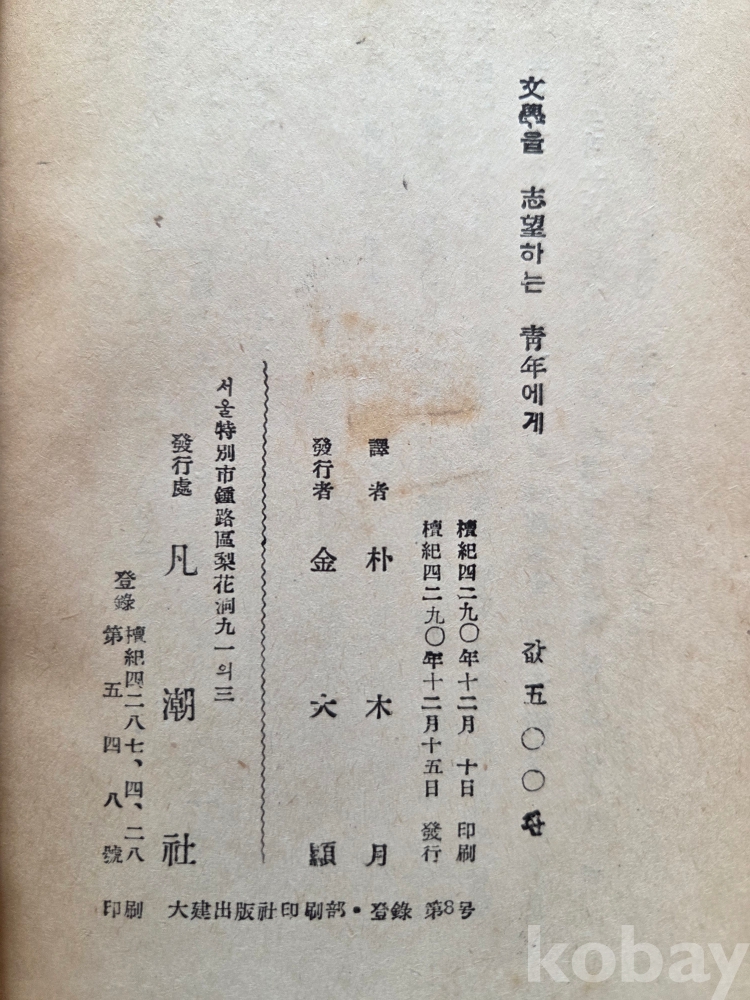 文學을 志望하는 靑年에게
값 五〇〇환
檀紀四二九〇年十二月 十日 印刷
檀紀四二九〇年十二月十五日 發行
譯者 朴木月
發行者 金大顯
서울特別市鍾路區梨花洞九一의三
發行處 凡潮社
登錄 檀紀四二八七、四、二八
第五四八號
印刷 大建出版社印刷部·登錄 第8号
kobay